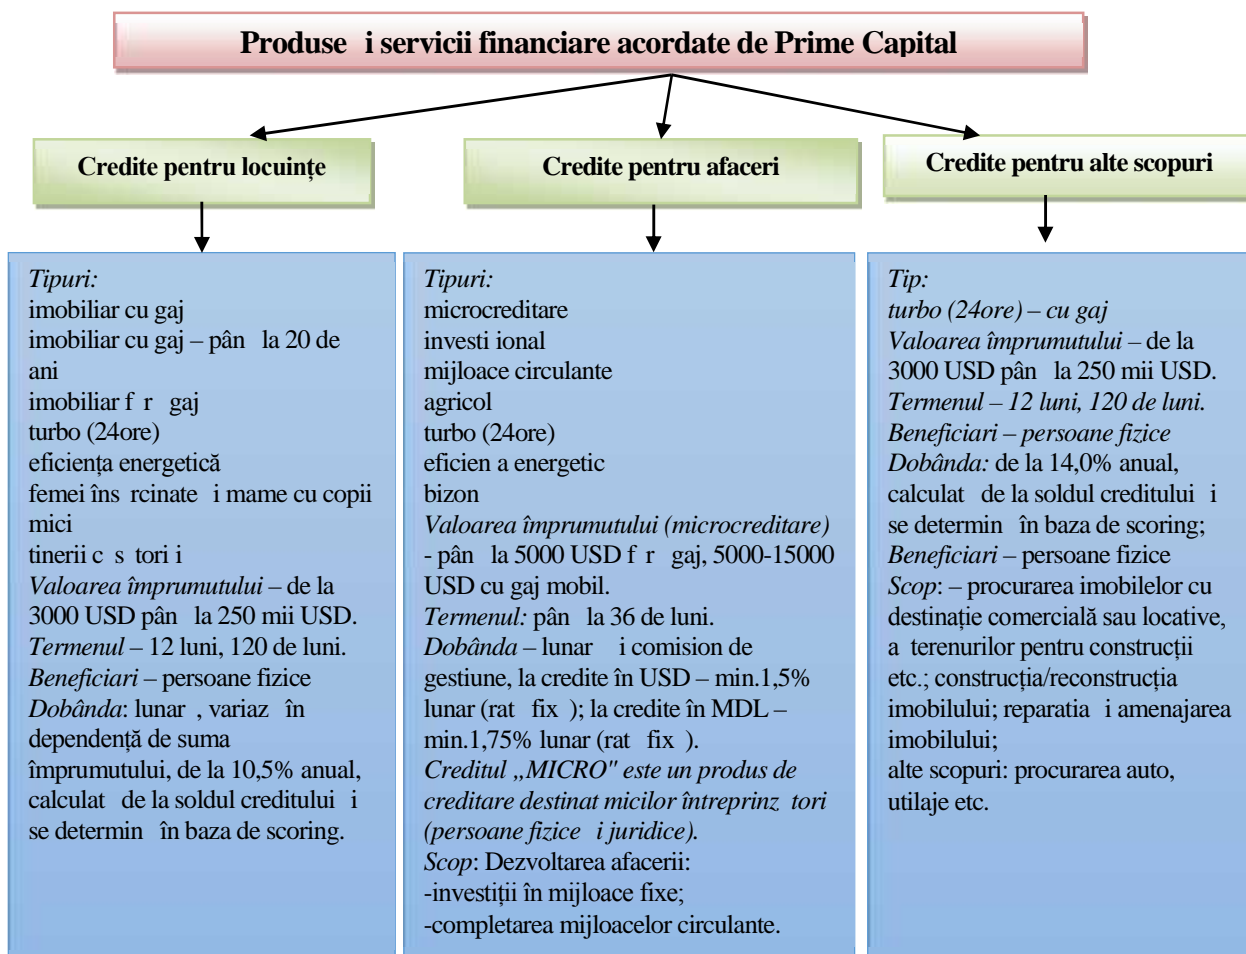 Produse i servicii financiare acordate de Prime Capital
Credite pentru locuințe
Credite pentru afaceri
Credite pentru alte scopuri
Tipuri:
imobiliar cu gaj
imobiliar cu gaj – pân la 20 de
ani
imobiliar f r gaj
turbo (24ore)
eficiența energetică
femei îns rcinate i mame cu copii
mici
tinerii c s tori i
Valoarea împrumutului – de la
3000 USD pân la 250 mii USD.
Termenul – 12 luni, 120 de luni.
Beneficiari – persoane fizice
Dobânda: lunar , variaz în
dependență de suma
împrumutului, de la 10,5% anual,
calculat de la soldul creditului i
se determin în baza de scoring.
Tipuri:
microcreditare
investi ional
mijloace circulante
agricol
turbo (24ore)
eficien a energetic
bizon
Valoarea împrumutului (microcreditare)
- pân la 5000 USD f r gaj, 5000-15000
USD cu gaj mobil.
Termenul: pân la 36 de luni.
Dobânda – lunar i comision de
gestiune, la credite în USD – min.1,5%
lunar (rat fix ); la credite în MDL –
min.1,75% lunar (rat fix ).
Creditul „MICRO" este un produs de
creditare destinat micilor întreprinz tori
(persoane fizice i juridice).
Scop: Dezvoltarea afacerii:
-investiții în mijloace fixe;
-completarea mijloacelor circulante.
Tip:
turbo (24ore) – cu gaj
Valoarea împrumutului – de la
3000 USD pân la 250 mii USD.
Termenul – 12 luni, 120 de luni.
Beneficiari – persoane fizice
Dobânda: de la 14,0% anual,
calculat de la soldul creditului i
se determin în baza de scoring;
Beneficiari – persoane fizice
Scop: – procurarea imobilelor cu
destinație comercială sau locative,
a terenurilor pentru construcții
etc.; construcția/reconstrucția
imobilului; reparatia i amenajarea
imobilului;
alte scopuri: procurarea auto,
utilaje etc.